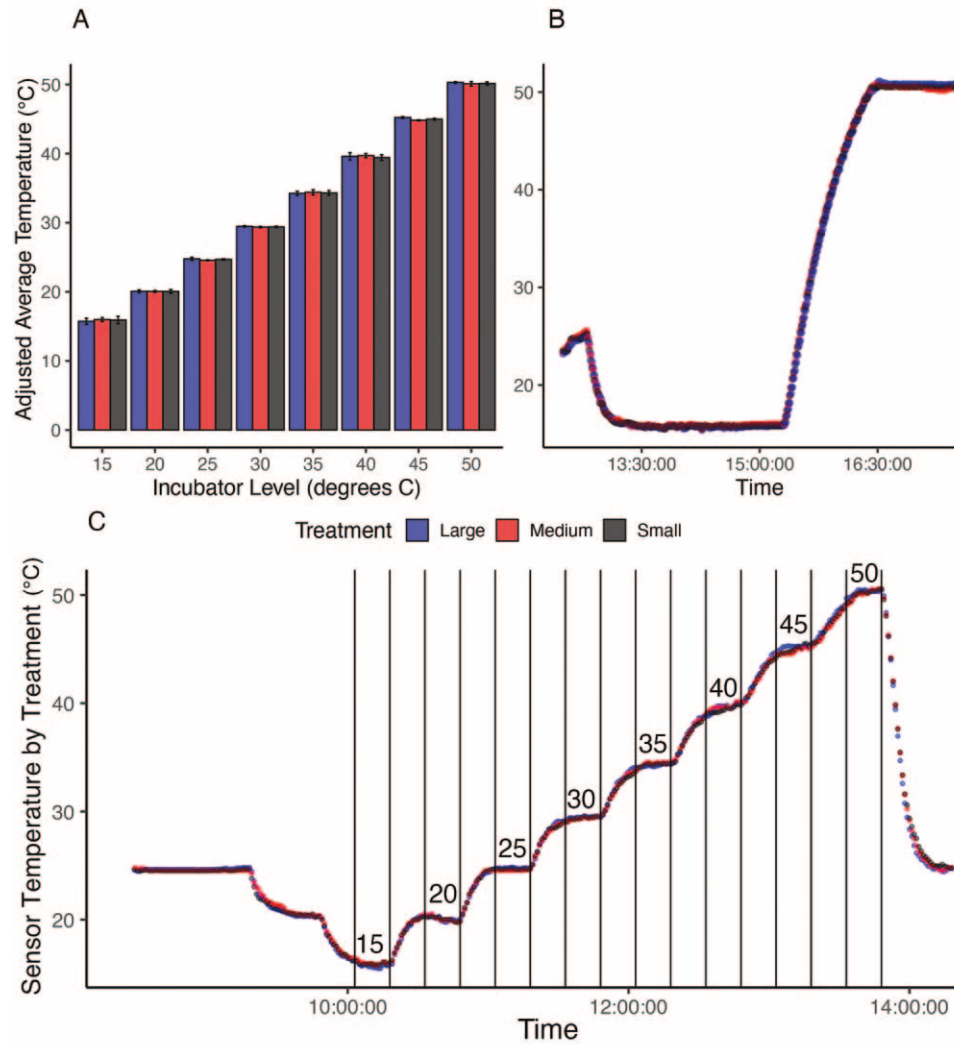 A
Adjusted Average Temperature (°C)
50
40
30
20
10
0
15 20 25 30 35 40 45 50
Incubator Level (degrees C)
B
50
40
30
20
13:30:00 15:00:00 16:30:00
Time
Treatment Large Medium Small
C
Sensor Temperature by Treatment (°C)
50
40
30
20
15
20
25
30
35
40
45
50
10:00:00 12:00:00 14:00:00
Time